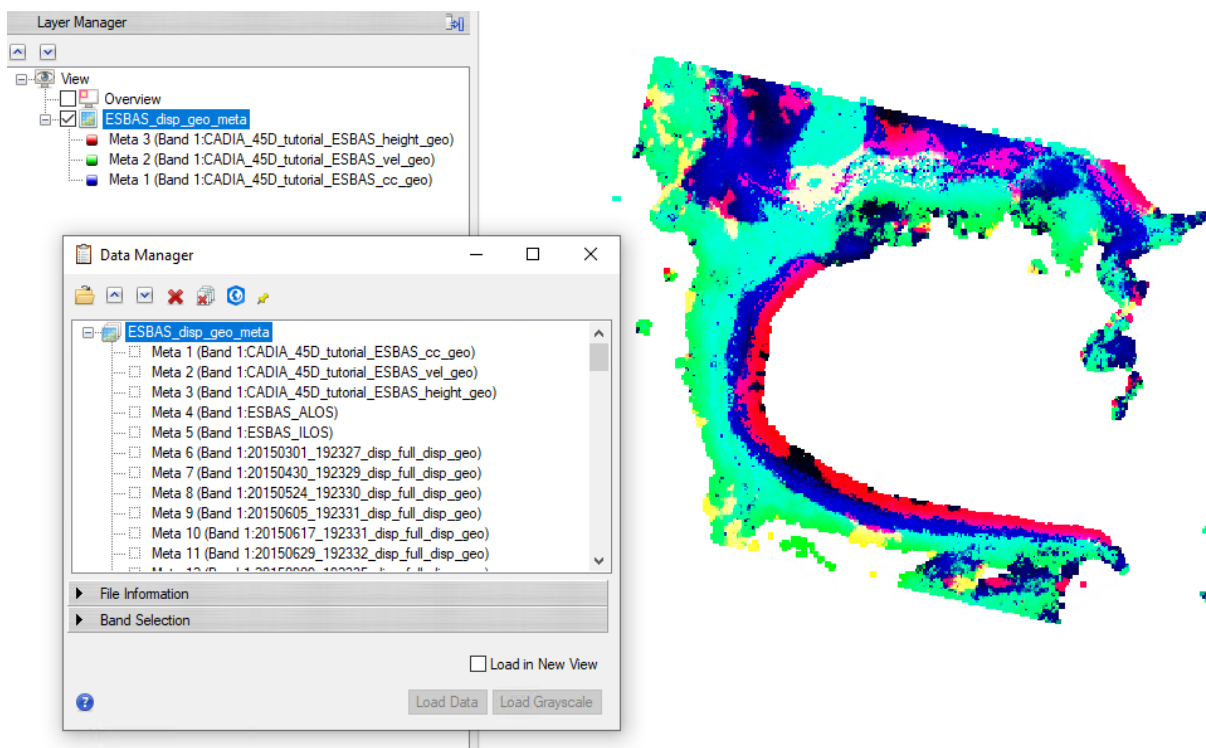 Layer Manager
View
Overview
ESBAS_disp_geo_meta
Meta 3 (Band 1:CADIA_45D_tutorial_ESBAS_height_geo)
Meta 2 (Band 1:CADIA_45D_tutorial_ESBAS_vel_geo)
Meta 1 (Band 1:CADIA_45D_tutorial_ESBAS_cc_geo)
Data Manager
ESBAS_disp_geo_meta
Meta 1 (Band 1:CADIA_45D_tutorial_ESBAS_cc_geo)
Meta 2 (Band 1:CADIA_45D_tutorial_ESBAS_vel_geo)
Meta 3 (Band 1:CADIA_45D_tutorial_ESBAS_height_geo)
Meta 4 (Band 1:ESBAS_ALOS)
Meta 5 (Band 1:ESBAS_ILOS)
Meta 6 (Band 1:20150301_192327_disp_full_disp_geo)
Meta 7 (Band 1:20150430_192329_disp_full_disp_geo)
Meta 8 (Band 1:20150524_192330_disp_full_disp_geo)
Meta 9 (Band 1:20150605_192331_disp_full_disp_geo)
Meta 10 (Band 1:20150617_192331_disp_full_disp_geo)
Meta 11 (Band 1:20150629_192332_disp_full_disp_geo)
File Information
Band Selection
Load in New View
Load Data
Load Grayscale